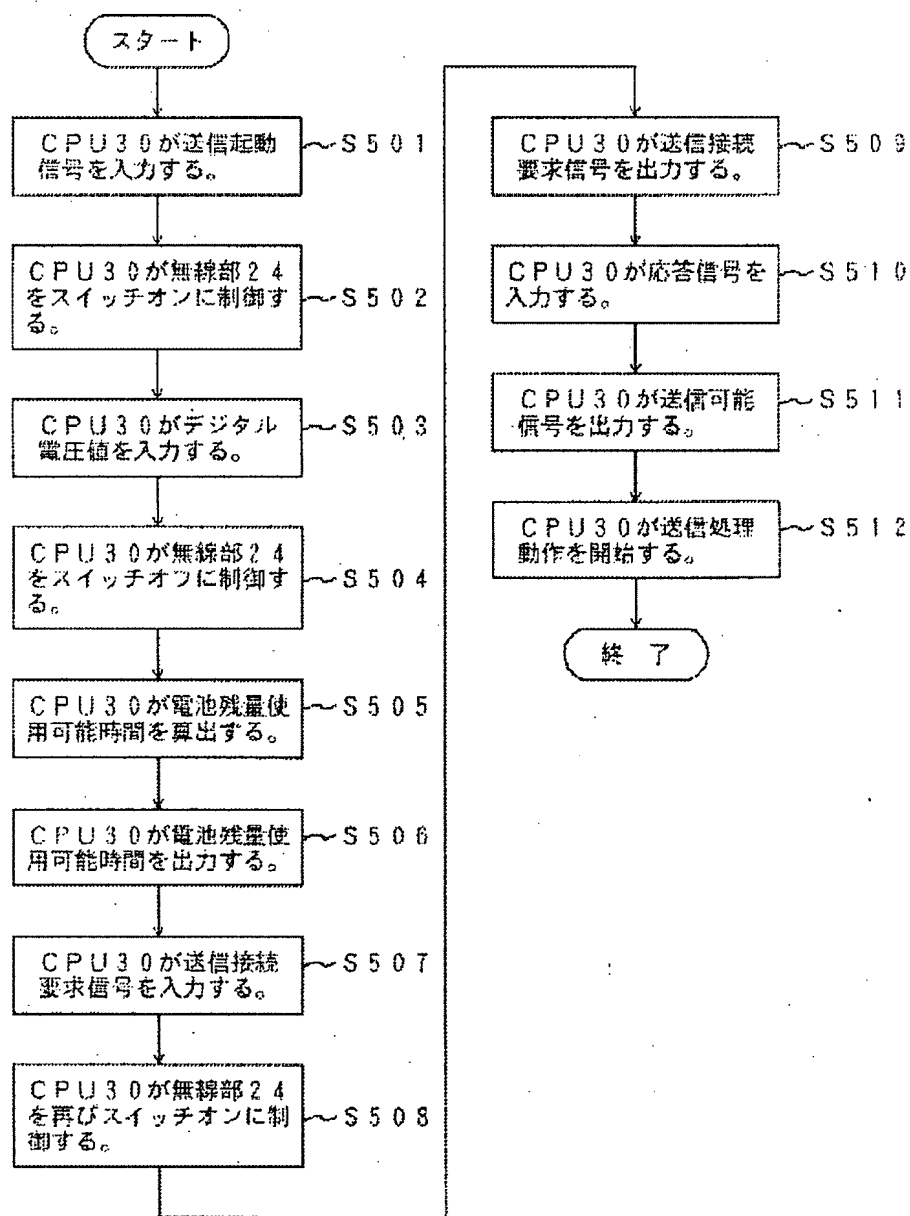 スタート
CPU30が送信起動
信号を入力する。
～S501
CPU30が無線部24
をスイッチオンに制御す
る。
～S502
CPU30がデジタル
電圧値を入力する。
～S503
CPU30が無線部24
をスイッチオフに制御す
る。
～S504
CPU30が電池残量使
用可能時間を算出する。
～S505
CPU30が電池残量使
用可能時間を出力する。
～S506
CPU30が送信接続
要求信号を入力する。
～S507
CPU30が無線部24
を再びスイッチオンに制
御する。
～S508
CPU30が送信接続
要求信号を出力する。
～S509
CPU30が応答信号を
入力する。
～S510
CPU30が送信可能
信号を出力する。
～S511
CPU30が送信処理
動作を開始する。
～S512
終 了